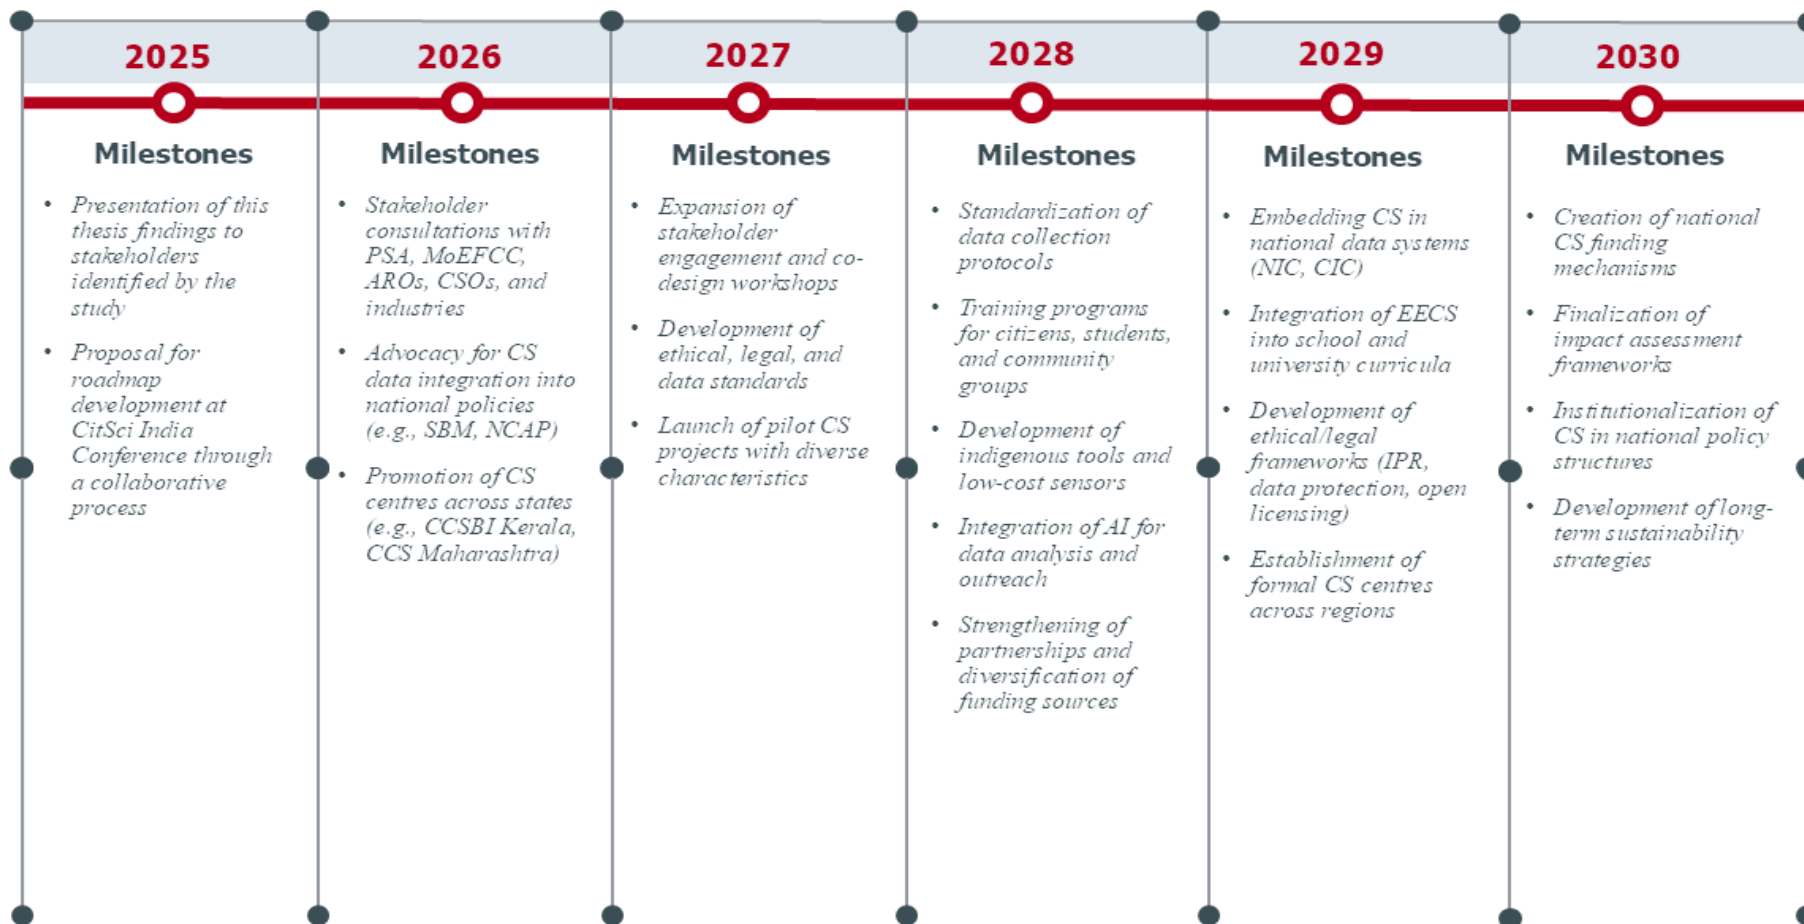 2025
Milestones
• Presentation of this
thesis findings to
stakeholders
identified by the
study
• Proposal for
roadmap
development at
CitSci India
Conference through
a collaborative
process
2026
Milestones
• Stakeholder
consultations with
PSA, MoEFCC,
AROs, CSOs, and
industries
• Advocacy for CS
data integration into
national policies
(e.g., SBM, NCAP)
• Promotion of CS
centres across states
(e.g., CCSBI Kerala,
CCS Maharashtra)
2027
Milestones
• Expansion of
stakeholder
engagement and co-
design workshops
• Development of
ethical, legal, and
data standards
• Launch of pilot CS
projects with diverse
characteristics
2028
Milestones
• Standardization of
data collection
protocols
• Training programs
for citizens, students,
and community
groups
• Development of
indigenous tools and
low-cost sensors
• Integration of AI for
data analysis and
outreach
• Strengthening of
partnerships and
diversification of
funding sources
2029
Milestones
• Embedding CS in
national data systems
(NIC, CIC)
• Integration of EECS
into school and
university curricula
• Development of
ethical/legal
frameworks (IPR,
data protection, open
licensing)
• Establishment of
formal CS centres
across regions
2030
Milestones
• Creation of national
CS funding
mechanisms
• Finalization of
impact assessment
frameworks
• Institutionalization of
CS in national policy
structures
• Development of long-
term sustainability
strategies